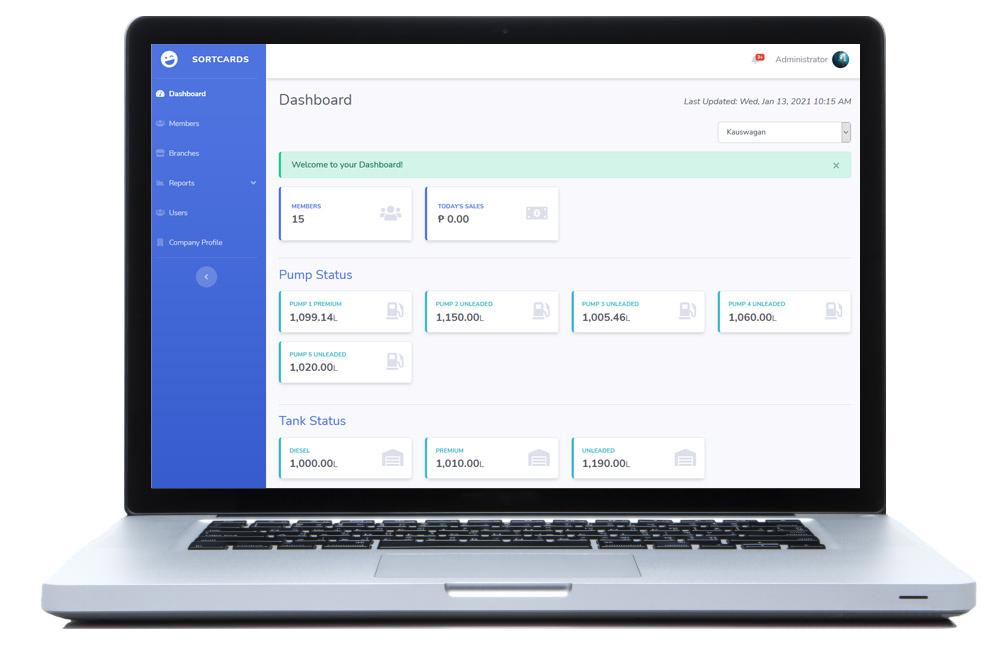 SORTCARDS
3+
Administrator
Dashboard
Members
Branches
Reports
Users
Company Profile
Dashboard
Last Updated: Wed, Jan 13, 2021 10:15 AM
Kauswagan
Welcome to your Dashboard!
MEMBERS
15
TODAY'S SALES
₱ 0.00
Pump Status
PUMP 1 PREMIUM
1,099.14L
PUMP 2 UNLEADED
1,150.00L
PUMP 3 UNLEADED
1,005.46L
PUMP 4 UNLEADED
1,060.00L
PUMP 5 UNLEADED
1,020.00L
Tank Status
DIESEL
1,000.00L
PREMIUM
1,010.00L
UNLEADED
1,190.00L